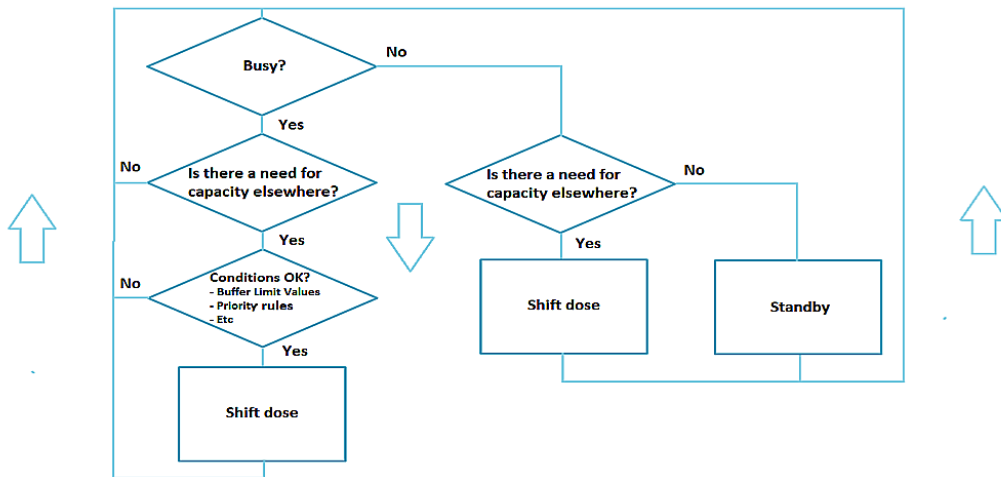 Busy?
No
Yes
No
Is there a need for
capacity elsewhere?
Is there a need for
capacity elsewhere?
No
Yes
Yes
No
Conditions OK?
- Buffer Limit Values
- Priority rules
- Etc
Shift dose
Standby
Yes
Shift dose